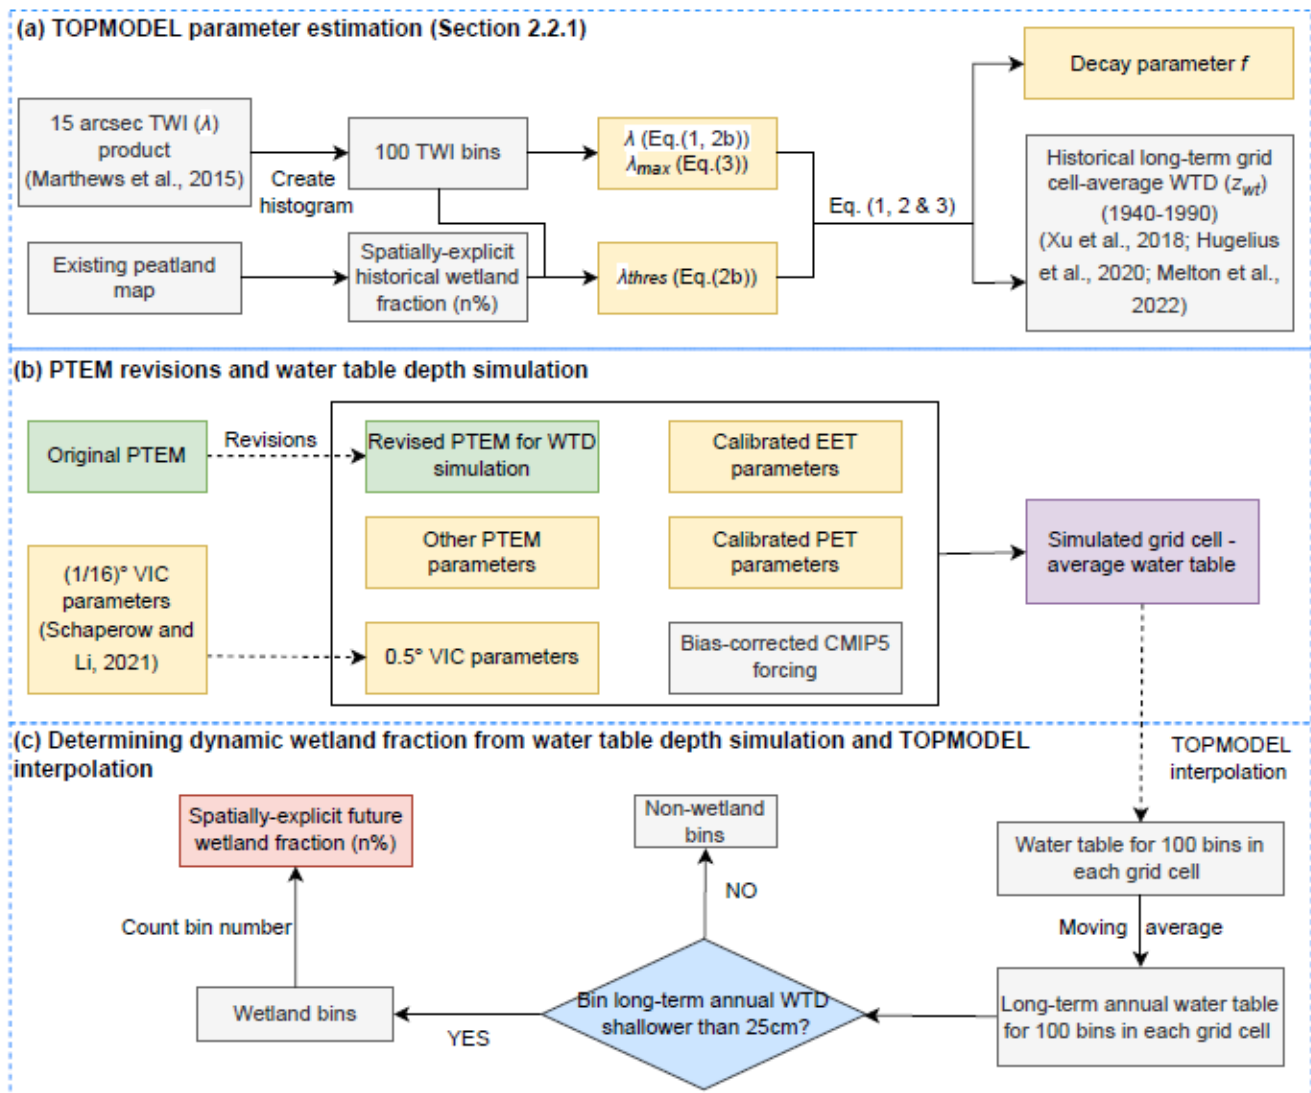 (a) TOPMODEL parameter estimation (Section 2.2.1)
15 arcsec TWI (λ)
product
(Marthews et al., 2015)
Create
histogram
100 TWI bins
λ (Eq.(1, 2b))
λmax (Eq.(3))
Eq. (1, 2 & 3)
Decay parameter f
Historical long-term grid
cell-average WTD (zwt)
(1940-1990)
(Xu et al., 2018; Hugelius
et al., 2020; Melton et al.,
2022)
Existing peatland
map
Spatially-explicit
historical wetland
fraction (n%)
λthres (Eq.(2b))
(b) PTEM revisions and water table depth simulation
Original PTEM
Revisions
Revised PTEM for WTD
simulation
Calibrated EET
parameters
Other PTEM
parameters
Calibrated PET
parameters
(1/16)° VIC
parameters
(Schaperow and
Li, 2021)
0.5° VIC parameters
Bias-corrected CMIP5
forcing
Simulated grid cell -
average water table
(c) Determining dynamic wetland fraction from water table depth simulation and TOPMODEL
interpolation
TOPMODEL
interpolation
Water table for 100 bins in
each grid cell
Moving average
Long-term annual water table
for 100 bins in each grid cell
Bin long-term annual WTD
shallower than 25cm?
NO
Non-wetland
bins
YES
Wetland bins
Count bin number
Spatially-explicit future
wetland fraction (n%)